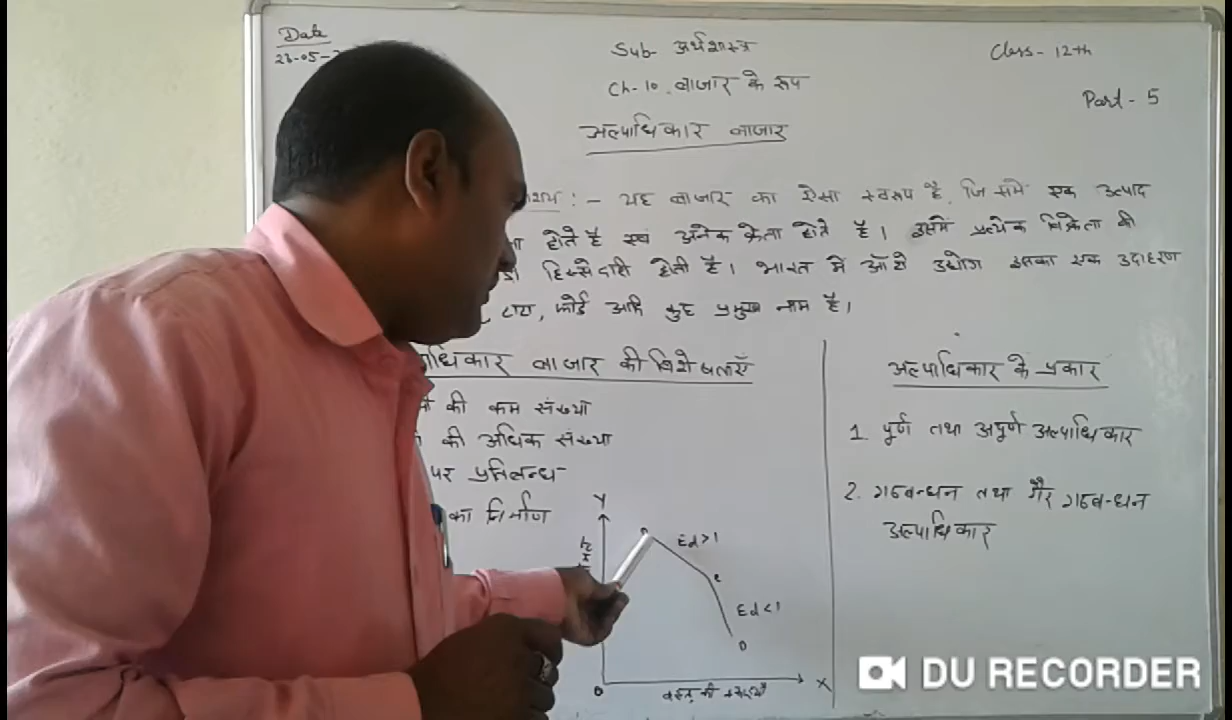 Date
Sub- अर्थशास्त्र
Class- 12th
23-05-
Ch-10. बाजार के रूप
Part - 5
अल्पाधिकार बाजार
:- यह बाजार का ऐसा स्वरूप है, जिसमें एक उत्पाद
होते है एवं अनेक क्रेता होते है। उसमें प्रत्येक विक्रेता की
हिस्सेदारी होती है। भारत में ऑटो उद्योग इसका एक उदाहरण
टाटा, फोर्ड आदि कुछ प्रमुख नाम है।
बाजार की विशेषताएँ
की कम संख्या
की अधिक संख्या
पर प्रतिबन्ध
का निर्माण
अल्पाधिकार के प्रकार
1. पूर्ण तथा अपूर्ण अल्पाधिकार
2. गठबन्धन तथा गैर गठबन्धन
अल्पाधिकार
Y
Ed>1
e
Ed<1
D
O
X
वस्तु की
DU RECORDER